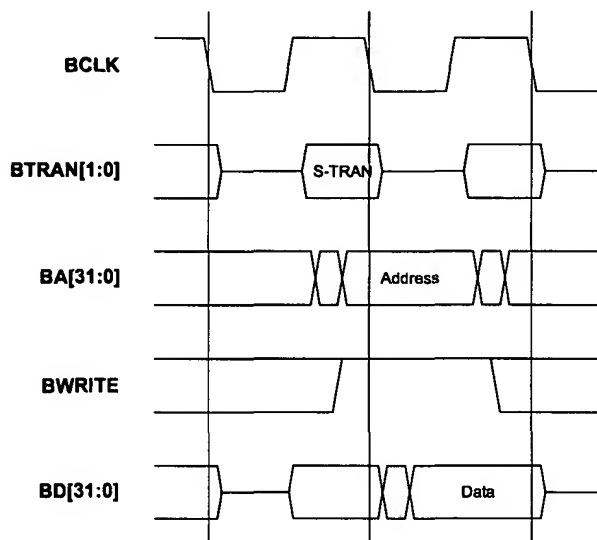 BCLK
BTRAN[1:0]
S-TRAN
BA[31:0]
Address
BWRITE
BD[31:0]
Data